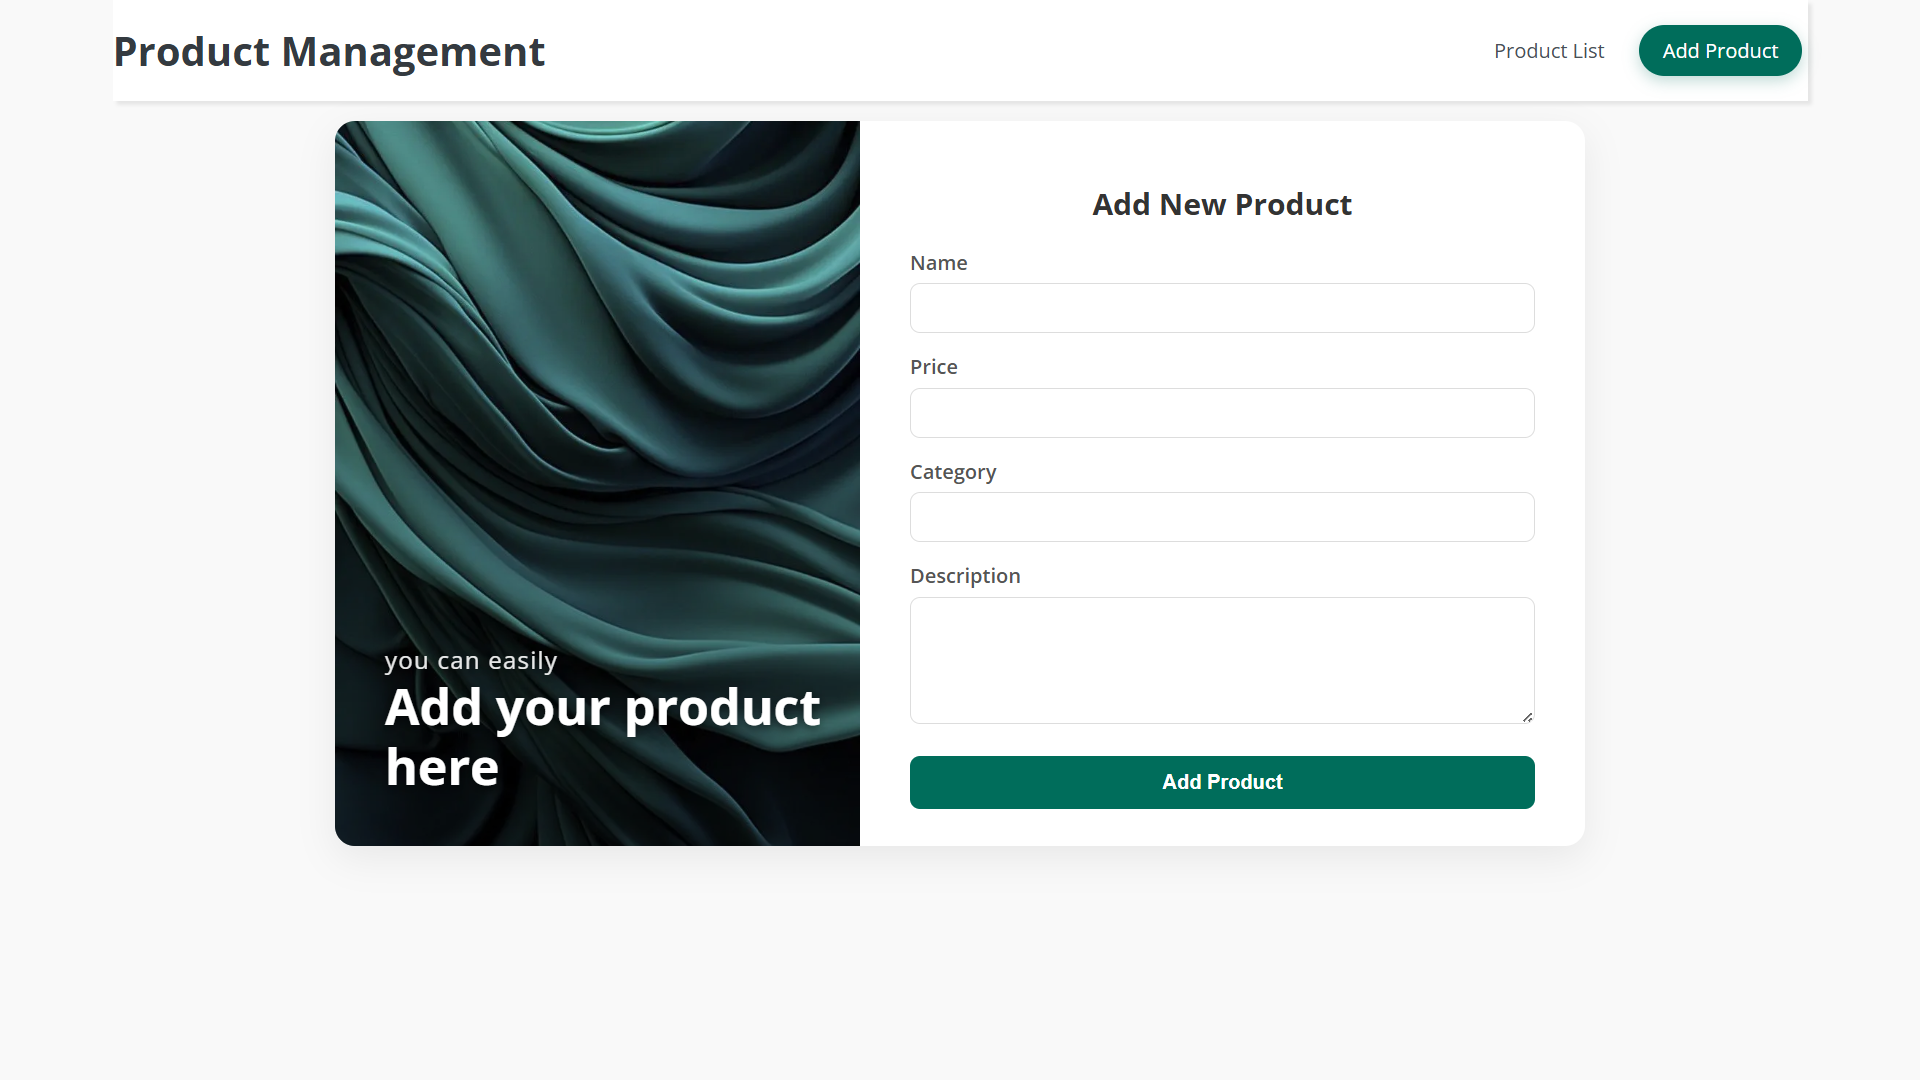 Product Management
Product List
Add Product
Add New Product
Name
Price
Category
Description
you can easily
Add your product
here
Add Product